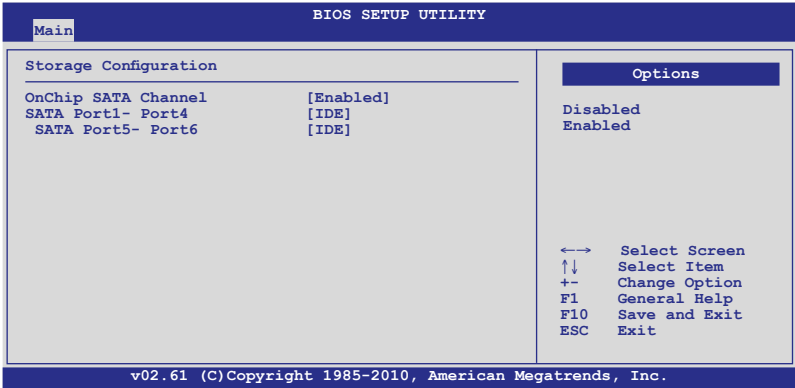 BIOS SETUP UTILITY
Main
Storage Configuration
OnChip SATA Channel [Enabled]
SATA Port1- Port4 [IDE]
SATA Port5- Port6 [IDE]
Options
Disabled
Enabled
←→ Select Screen
↑↓ Select Item
+- Change Option
F1 General Help
F10 Save and Exit
ESC Exit
v02.61 (C)Copyright 1985-2010, American Megatrends, Inc.